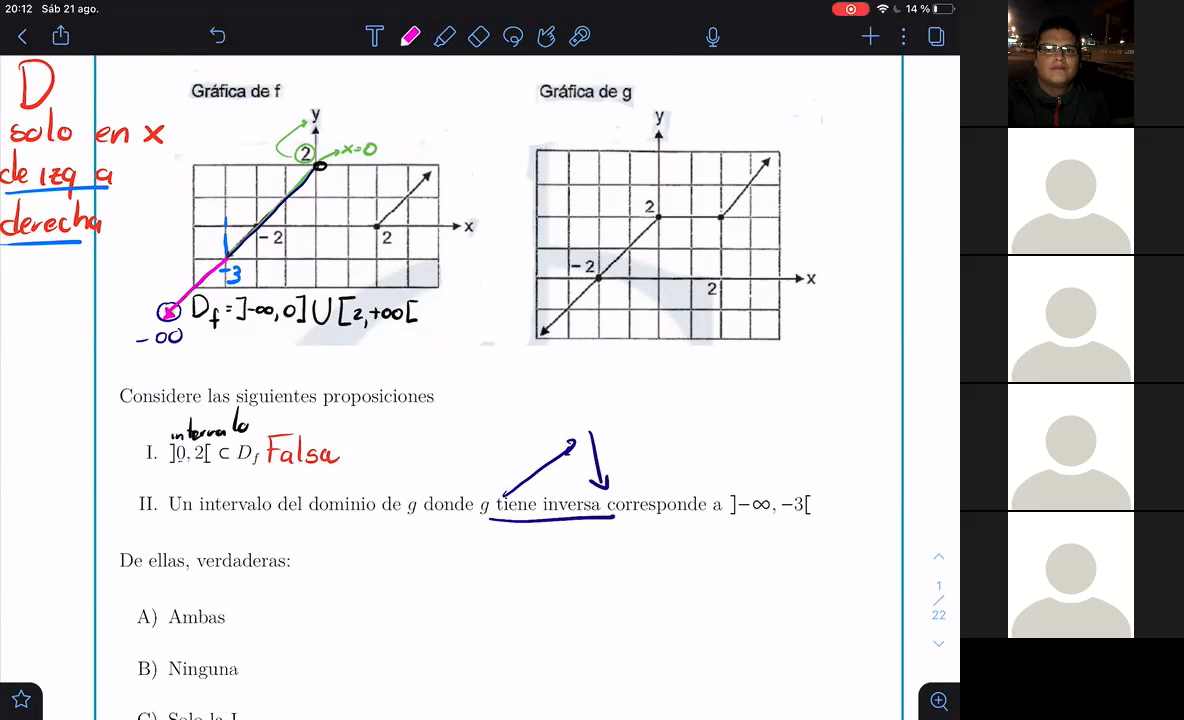 20:12 Sáb 21 ago.
14 %
D
solo en x
de izq a
derecha
Gráfica de f
y
2
x=0
x
-2
2
-3
-∞
D_f = ]-∞, 0] ∪ [2, +∞[
Gráfica de g
y
2
-2
x
2
Considere las siguientes proposiciones
intervalo
I. ]0, 2[ ⊂ D_f Falsa
II. Un intervalo del dominio de g donde g tiene inversa corresponde a ]-∞, -3[
De ellas, verdaderas:
A) Ambas
B) Ninguna
C) Solo la I
1
/
22